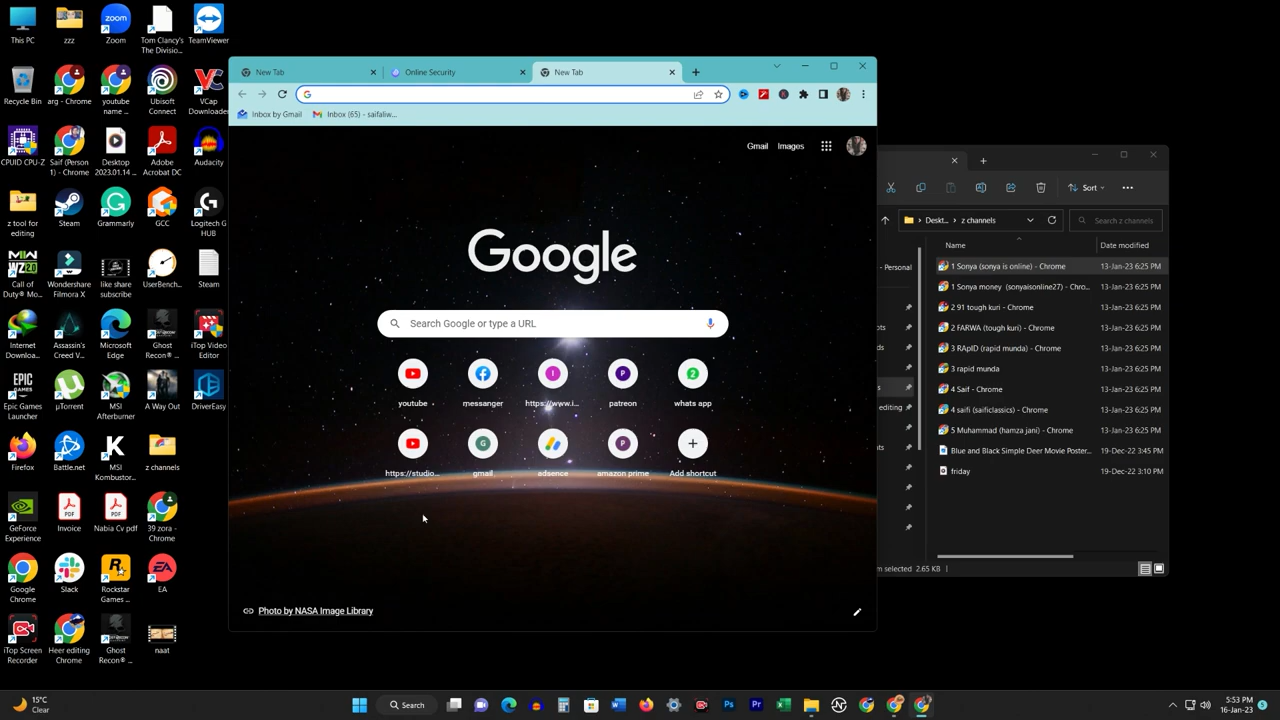 This PC
zzz
Zoom
Tom Clancy's
The Divisio...
TeamViewer
Recycle Bin
arg - Chrome
youtube
name ...
Ubisoft
Connect
VCap
Downloader
CPUID CPU-Z
Saif (Person
1) - Chrome
Desktop
2023.01.14 ...
Adobe
Acrobat DC
Audacity
z tool for
editing
Steam
Grammarly
GCC
Logitech G
HUB
Call of
Duty® Mo...
Wondershare
Filmora X
like share
subscribe
UserBench...
Steam
Internet
Downloa...
Assassin's
Creed V...
Microsoft
Edge
Ghost
Recon® ...
iTop Video
Editor
Epic Games
Launcher
µTorrent
MSI
Afterburner
A Way Out
DriverEasy
Firefox
Battle.net
MSI
Kombustor...
z channels
GeForce
Experience
Invoice
Nabia Cv pdf
39 zora -
Chrome
Google
Chrome
Slack
Rockstar
Games ...
EA
iTop Screen
Recorder
Heer editing
Chrome
Ghost
Recon® ...
naat
New Tab
Online Security
New Tab
Inbox by Gmail
Inbox (65) - saifaliw...
Gmail
Images
Google
Search Google or type a URL
youtube
messanger
https://www.i...
patreon
whats app
https://studio...
gmail
adsence
amazon prime
Add shortcut
Photo by NASA Image Library
Sort
Deskt... > z channels
Search z channels
Name
Date modified
- Personal
editing
1 Sonya (sonya is online) - Chrome 13-Jan-23 6:25 PM
1 Sonya money (sonyaisonline27) - Chro... 13-Jan-23 6:25 PM
2 91 tough kuri - Chrome 13-Jan-23 6:25 PM
2 FARWA (tough kuri) - Chrome 13-Jan-23 6:25 PM
3 RApID (rapid munda) - Chrome 13-Jan-23 6:25 PM
3 rapid munda 13-Jan-23 6:25 PM
4 Saif - Chrome 13-Jan-23 6:25 PM
4 saifi (saificlassics) - Chrome 13-Jan-23 6:25 PM
5 Muhammad (hamza jani) - Chrome 13-Jan-23 6:25 PM
Blue and Black Simple Deer Movie Poster... 19-Dec-22 3:45 PM
friday 19-Dec-22 3:10 PM
m selected 2.65 KB
15°C
Clear
Search
5:53 PM
16-Jan-23